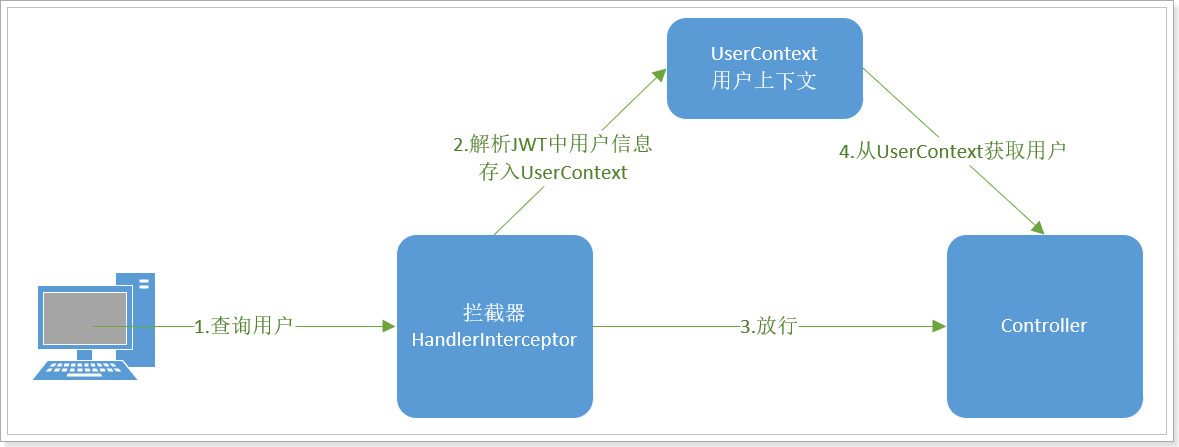 UserContext
用户上下文
2.解析JWT中用户信息
存入UserContext
4.从UserContext获取用户
1.查询用户
拦截器
HandlerInterceptor
3.放行
Controller